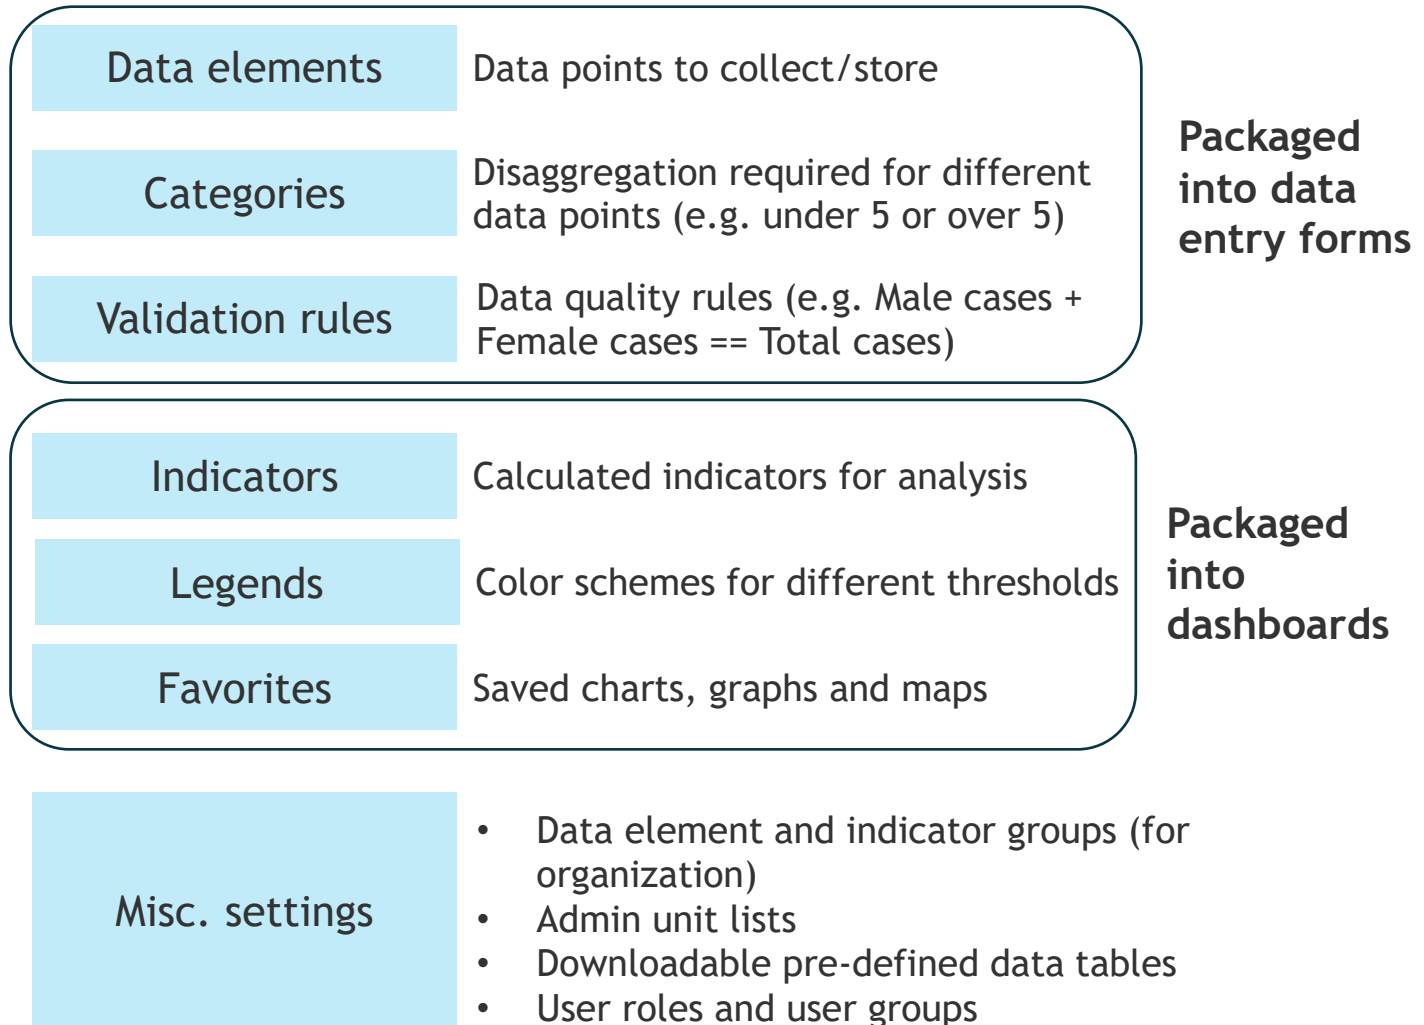 Data elements
Data points to collect/store
Categories
Disaggregation required for different
data points (e.g. under 5 or over 5)
Validation rules
Data quality rules (e.g. Male cases +
Female cases == Total cases)
Packaged
into data
entry forms
Indicators
Calculated indicators for analysis
Legends
Color schemes for different thresholds
Favorites
Saved charts, graphs and maps
Packaged
into
dashboards
Misc. settings
• Data element and indicator groups (for
organization)
• Admin unit lists
• Downloadable pre-defined data tables
• User roles and user groups